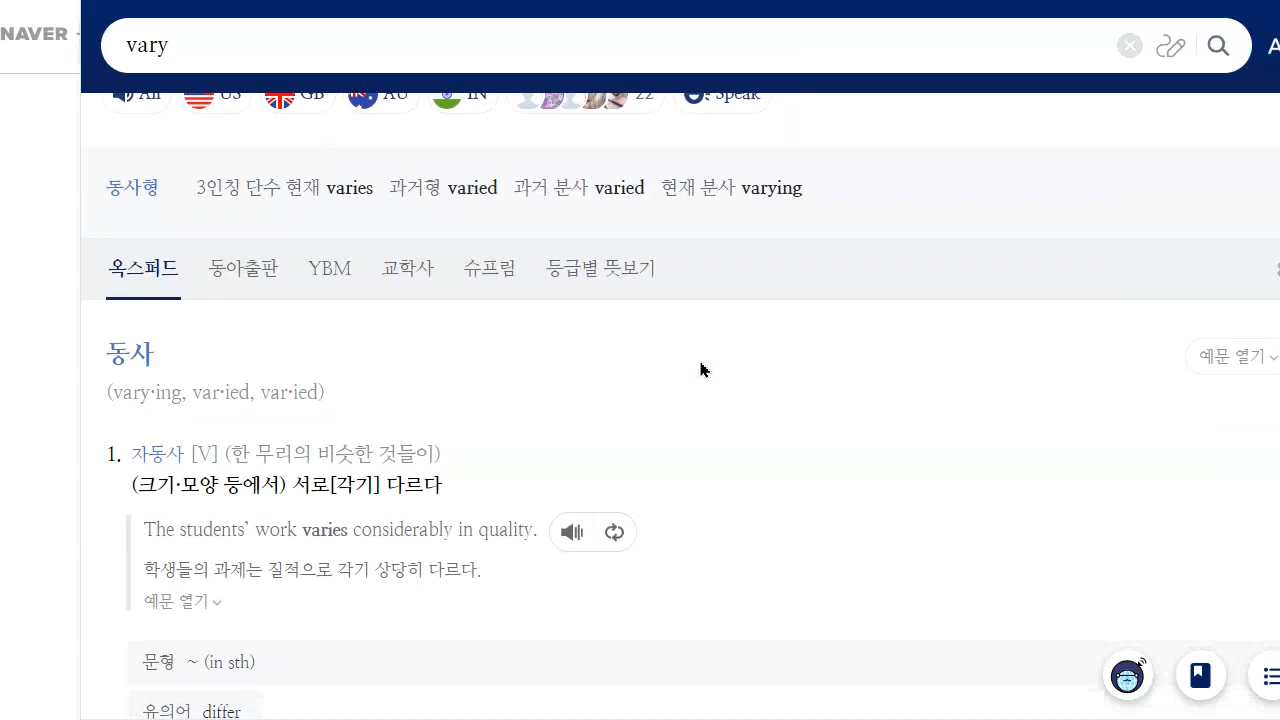 NAVER
vary
All US GB AU IN 22 Speak
동사형 3인칭 단수 현재 varies 과거형 varied 과거 분사 varied 현재 분사 varying
옥스퍼드 동아출판 YBM 교학사 슈프림 등급별 뜻보기
동사
예문 열기
(vary·ing, var·ied, var·ied)
1. 자동사 [V] (한 무리의 비슷한 것들이)
(크기·모양 등에서) 서로[각기] 다르다
The students’ work varies considerably in quality.
학생들의 과제는 질적으로 각기 상당히 다르다.
예문 열기
문형 ~ (in sth)
유의어 differ